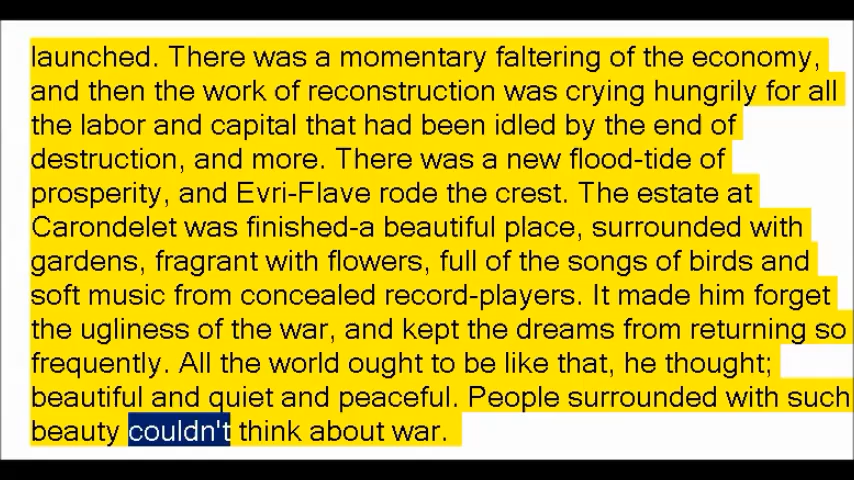 launched. There was a momentary faltering of the economy,
and then the work of reconstruction was crying hungrily for all
the labor and capital that had been idled by the end of
destruction, and more. There was a new flood-tide of
prosperity, and Evri-Flave rode the crest. The estate at
Carondelet was finished-a beautiful place, surrounded with
gardens, fragrant with flowers, full of the songs of birds and
soft music from concealed record-players. It made him forget
the ugliness of the war, and kept the dreams from returning so
frequently. All the world ought to be like that, he thought;
beautiful and quiet and peaceful. People surrounded with such
beauty couldn't think about war.